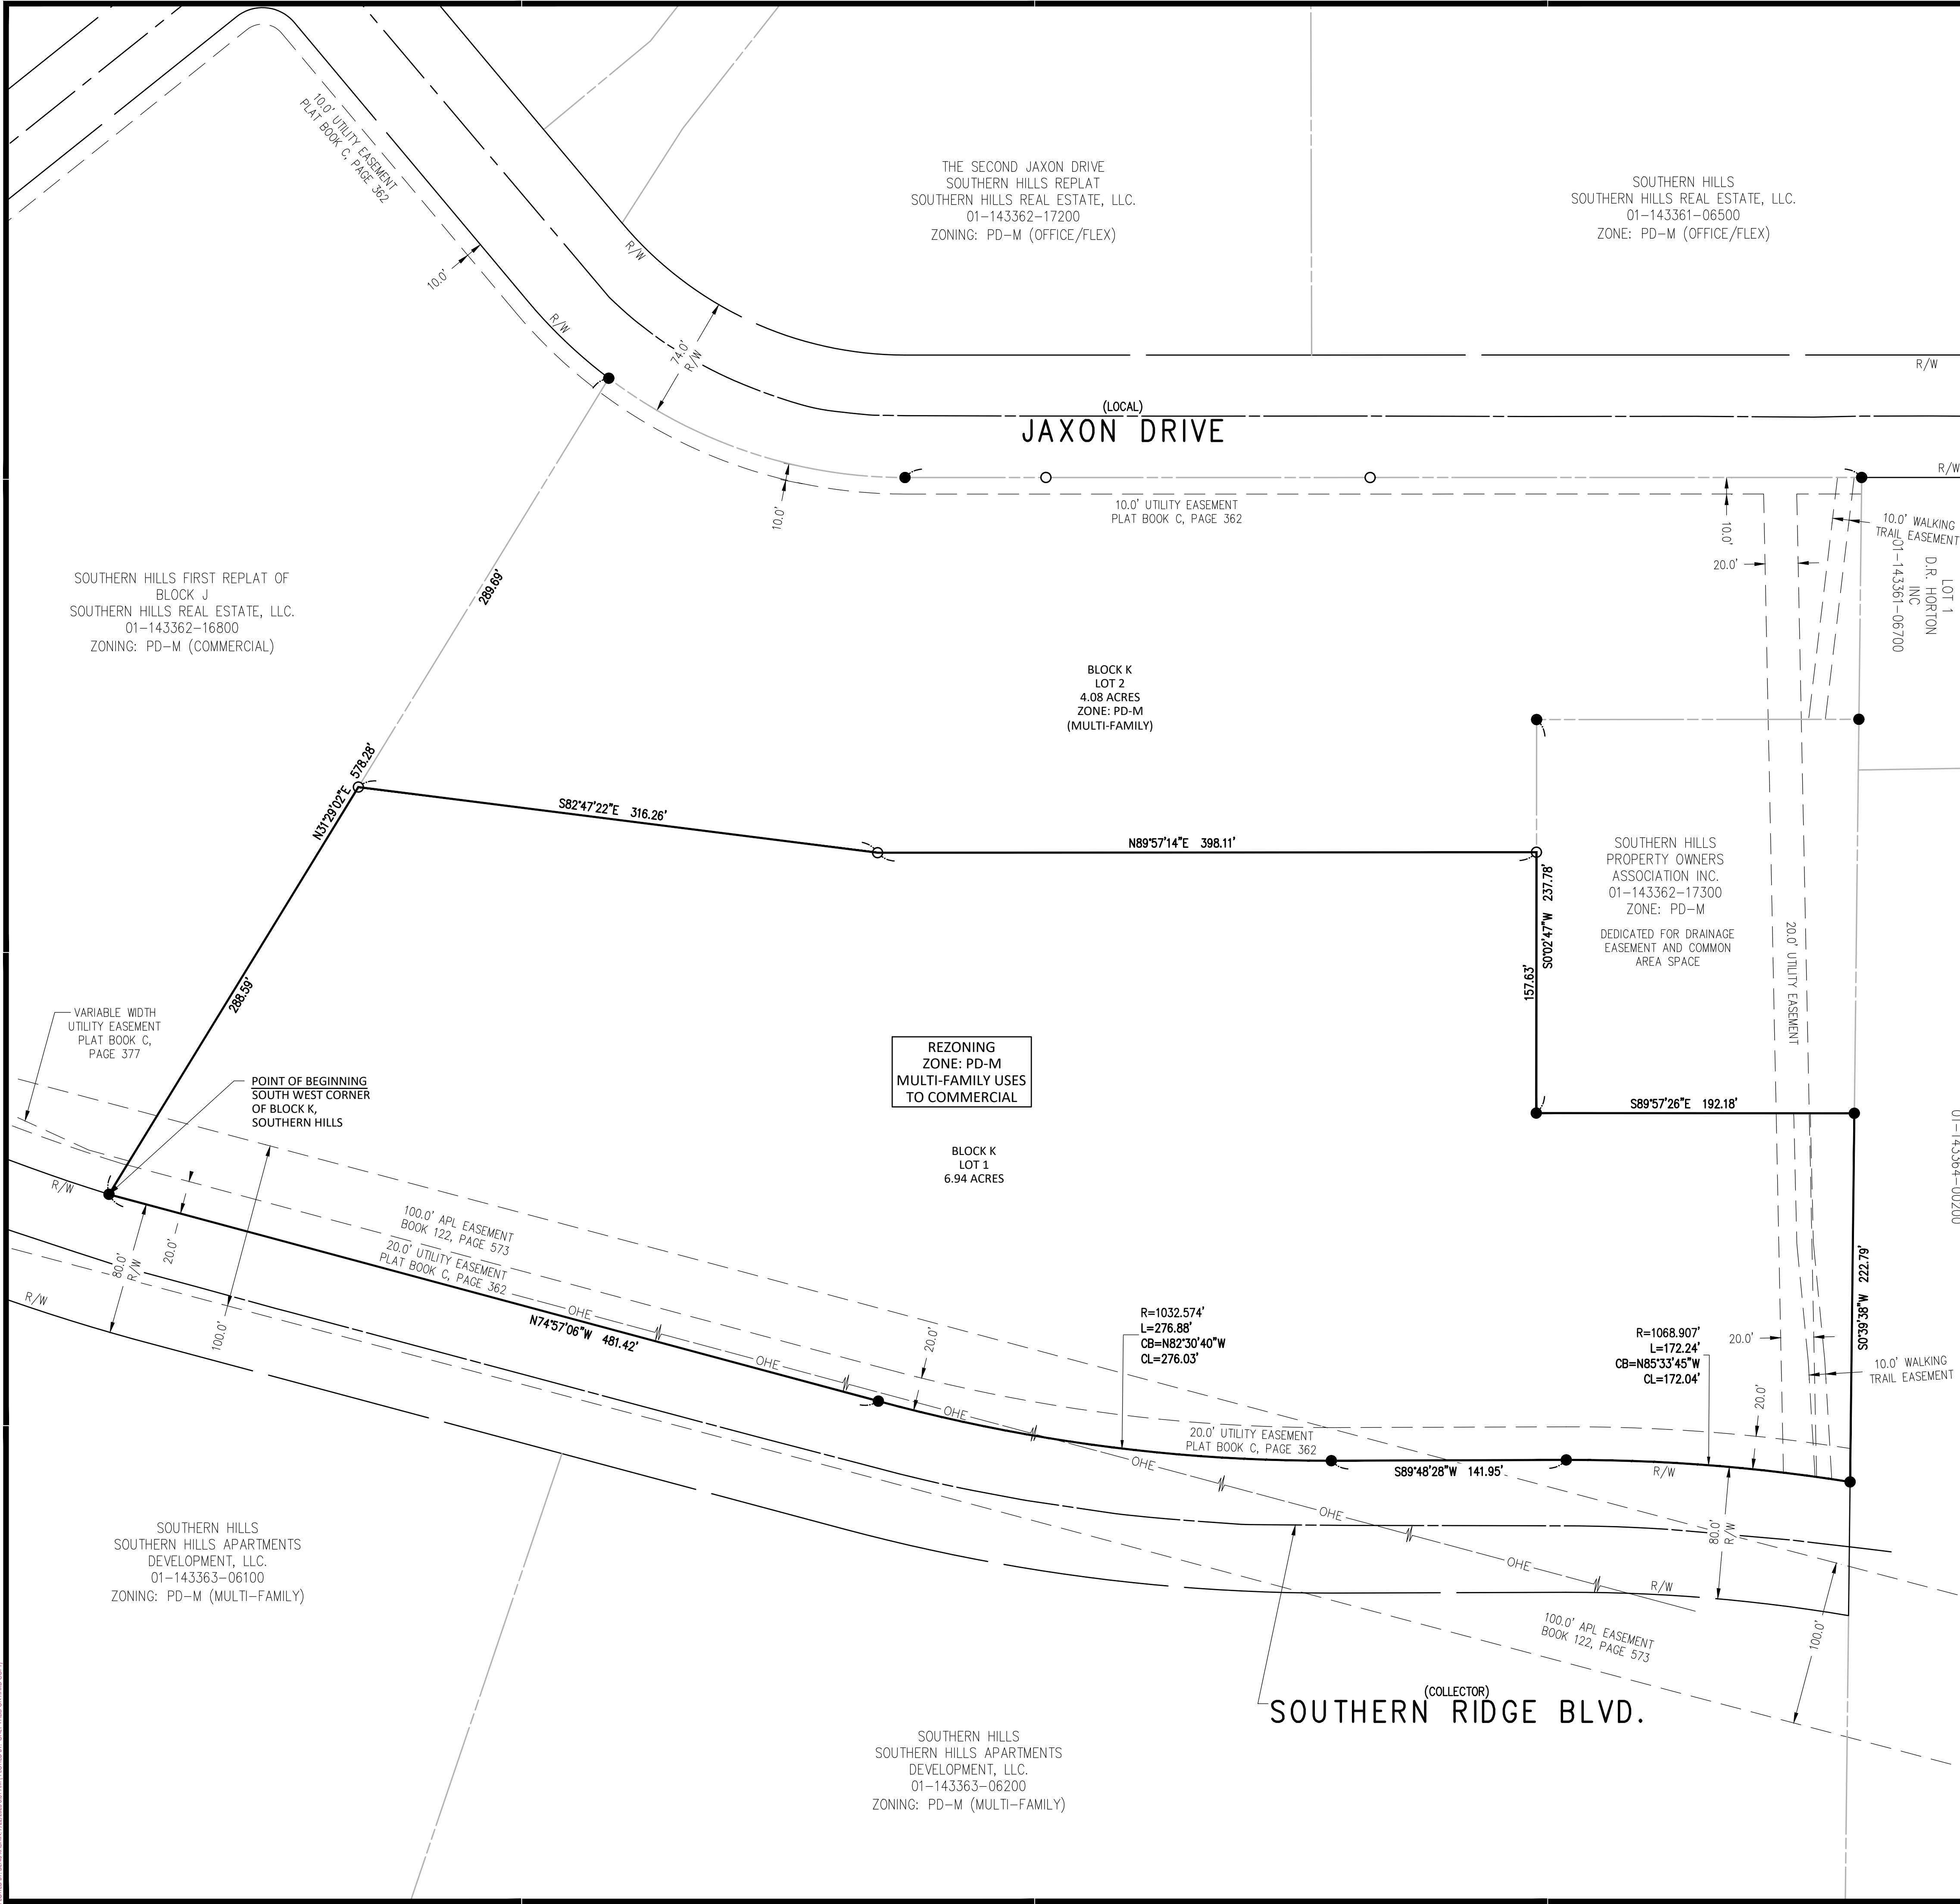 10.0' UTILITY EASEMENT
PLAT BOOK C, PAGE 362
10.0'
R/W
R/W
74.0'
R/W
THE SECOND JAXON DRIVE
SOUTHERN HILLS REPLAT
SOUTHERN HILLS REAL ESTATE, LLC.
01-143362-17200
ZONING: PD-M (OFFICE/FLEX)
SOUTHERN HILLS
SOUTHERN HILLS REAL ESTATE, LLC.
01-143361-06500
ZONE: PD-M (OFFICE/FLEX)
R/W
(LOCAL)
JAXON DRIVE
R/W
10.0'
10.0' UTILITY EASEMENT
PLAT BOOK C, PAGE 362
10.0'
20.0'
10.0' WALKING
TRAIL EASEMENT
LOT 1
D.R. HORTON
INC
01-143361-06700
SOUTHERN HILLS FIRST REPLAT OF
BLOCK J
SOUTHERN HILLS REAL ESTATE, LLC.
01-143362-16800
ZONING: PD-M (COMMERCIAL)
289.69'
BLOCK K
LOT 2
4.08 ACRES
ZONE: PD-M
(MULTI-FAMILY)
N31°29'02"E 578.28'
S82°47'22"E 316.26'
N89°57'14"E 398.11'
S0°02'47"W 237.78'
157.63'
SOUTHERN HILLS
PROPERTY OWNERS
ASSOCIATION INC.
01-143362-17300
ZONE: PD-M
DEDICATED FOR DRAINAGE
EASEMENT AND COMMON
AREA SPACE
20.0' UTILITY EASEMENT
288.59'
VARIABLE WIDTH
UTILITY EASEMENT
PLAT BOOK C,
PAGE 377
POINT OF BEGINNING
SOUTH WEST CORNER
OF BLOCK K,
SOUTHERN HILLS
REZONING
ZONE: PD-M
MULTI-FAMILY USES
TO COMMERCIAL
BLOCK K
LOT 1
6.94 ACRES
S89°57'26"E 192.18'
01-143364-00200
R/W
20.0'
80.0'
R/W
R/W
100.0'
100.0' APL EASEMENT
BOOK 122, PAGE 573
20.0' UTILITY EASEMENT
PLAT BOOK C, PAGE 362
OHE
N74°57'06"W 481.42'
OHE
20.0'
OHE
R=1032.574'
L=276.88'
CB=N82°30'40"W
CL=276.03'
R=1068.907'
L=172.24'
CB=N85°33'45"W
CL=172.04'
20.0'
S0°39'38"W 222.79'
10.0' WALKING
TRAIL EASEMENT
20.0'
20.0' UTILITY EASEMENT
PLAT BOOK C, PAGE 362
OHE
S89°48'28"W 141.95'
R/W
OHE
80.0'
R/W
OHE
R/W
100.0' APL EASEMENT
BOOK 122, PAGE 573
100.0'
SOUTHERN HILLS
SOUTHERN HILLS APARTMENTS
DEVELOPMENT, LLC.
01-143363-06100
ZONING: PD-M (MULTI-FAMILY)
(COLLECTOR)
SOUTHERN RIDGE BLVD.
SOUTHERN HILLS
SOUTHERN HILLS APARTMENTS
DEVELOPMENT, LLC.
01-143363-06200
ZONING: PD-M (MULTI-FAMILY)